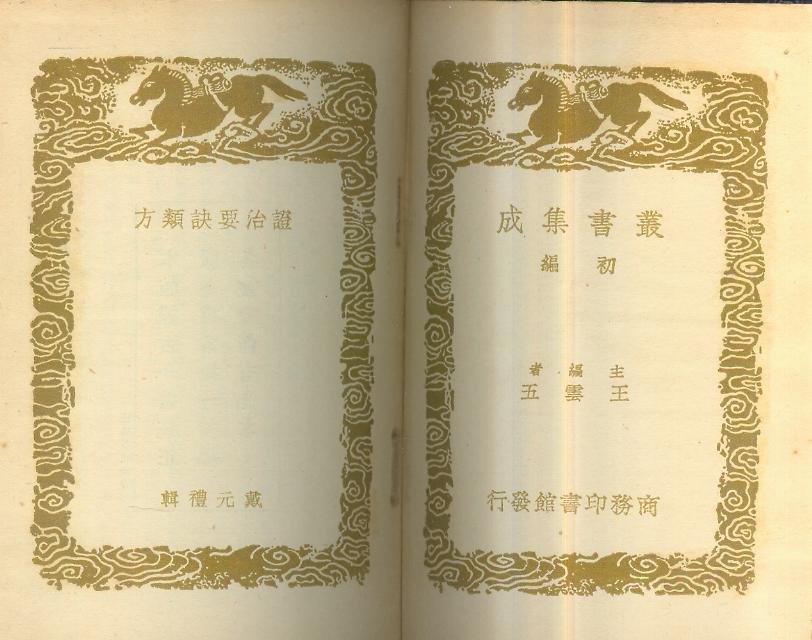 叢書集成
初編
主編者
王雲五
商務印書館發行
證治要訣類方
戴元禮輯